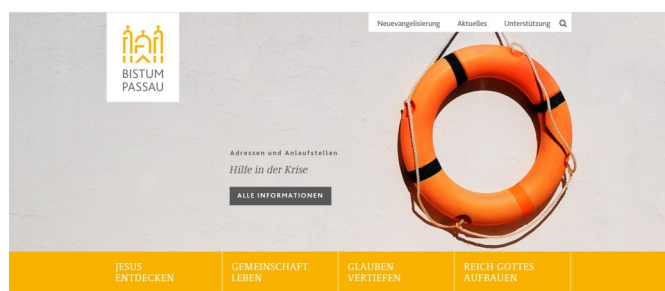 Neuevangelisierung Aktuelles Unterstützung
BISTUM
PASSAU
Adressen und Anlaufstellen
Hilfe in der Krise
ALLE INFORMATIONEN
JESUS
ENTDECKEN
GEMEINSCHAFT
LEBEN
GLAUBEN
VERTIEFEN
REICH GOTTES
AUFBAUEN